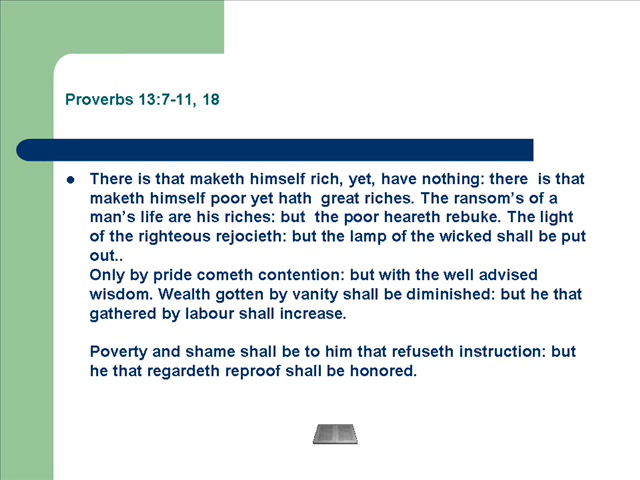 Proverbs 13:7-11, 18
There is that maketh himself rich, yet, have nothing: there  is that
maketh himself poor yet hath  great riches. The ransom’s of a
man’s life are his riches: but  the poor heareth rebuke. The light
of the righteous rejocieth: but the lamp of the wicked shall be put
out..
Only by pride cometh contention: but with the well advised
wisdom. Wealth gotten by vanity shall be diminished: but he that
gathered by labour shall increase.
Poverty and shame shall be to him that refuseth instruction: but
he that regardeth reproof shall be honored.